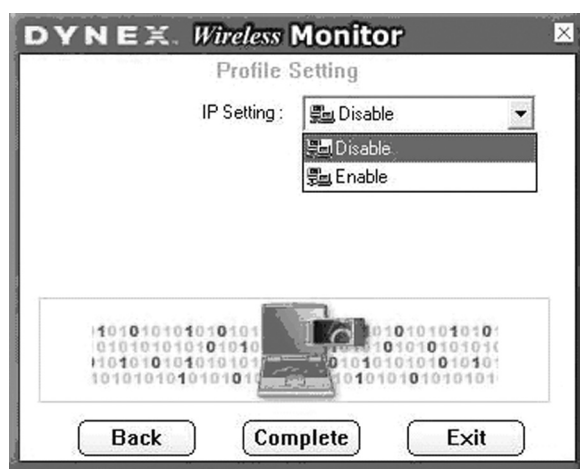 DYNEX Wireless Monitor
Profile Setting
IP Setting : Disable
Disable
Enable
Back Complete Exit